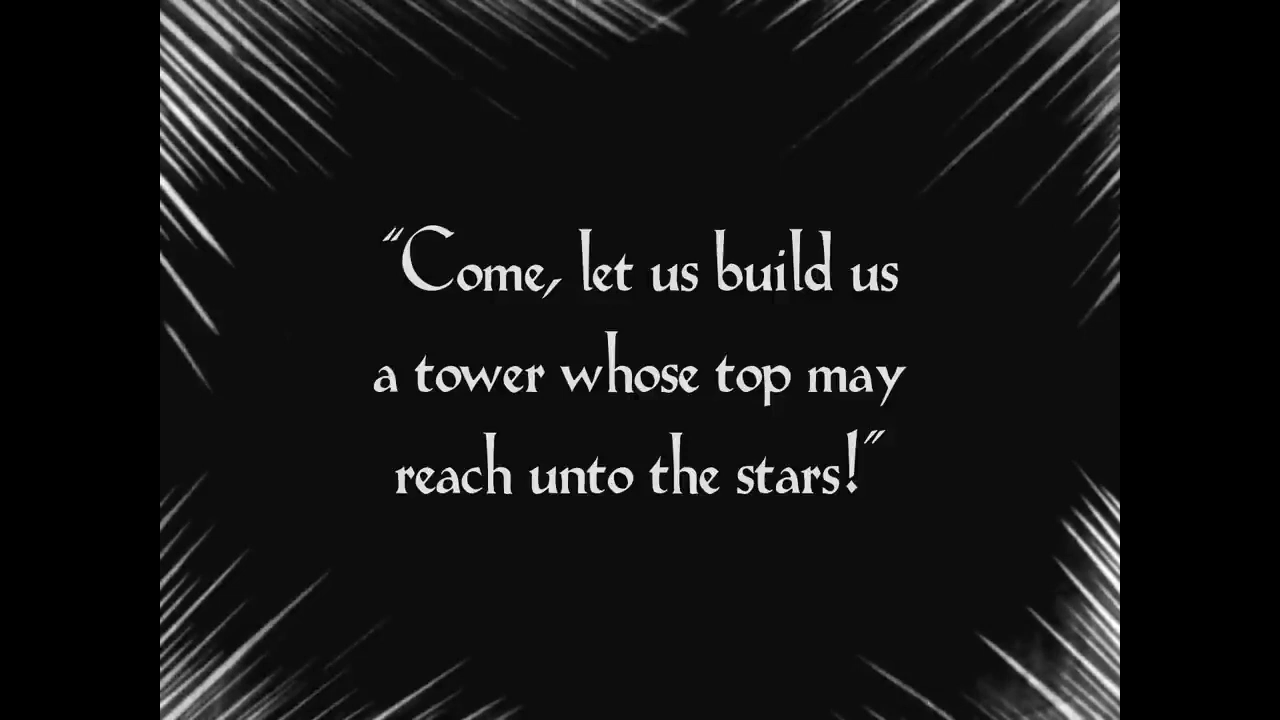 “Come, let us build us
a tower whose top may
reach unto the stars!”